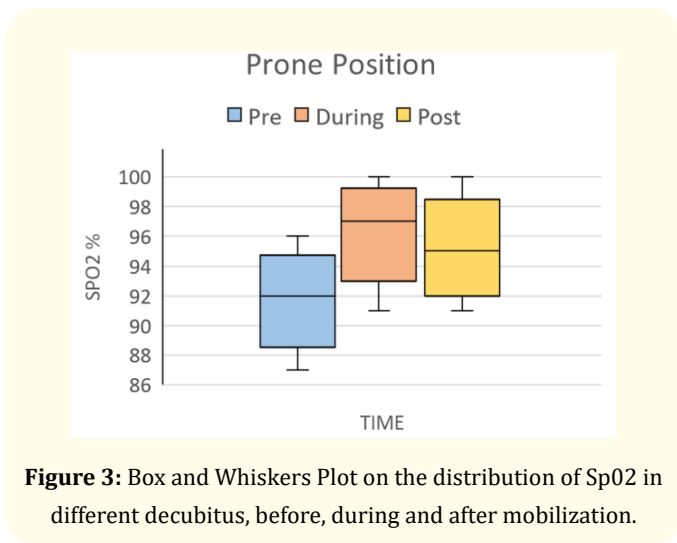 Prone Position
Pre During Post
100
98
96
94
92
90
88
86
SPO2 %
TIME
Figure 3: Box and Whiskers Plot on the distribution of Sp02 in
different decubitus, before, during and after mobilization.